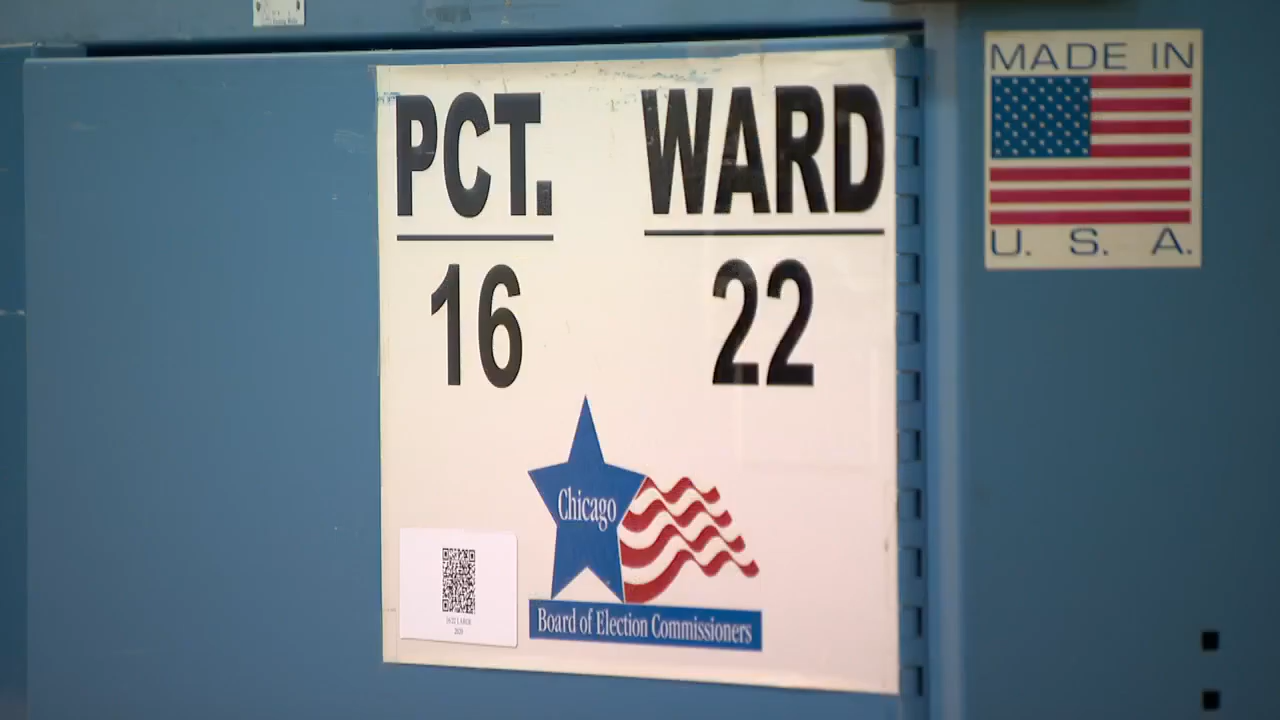 PCT. WARD
16 22
Chicago
Board of Election Commissioners
MADE IN
U. S. A.